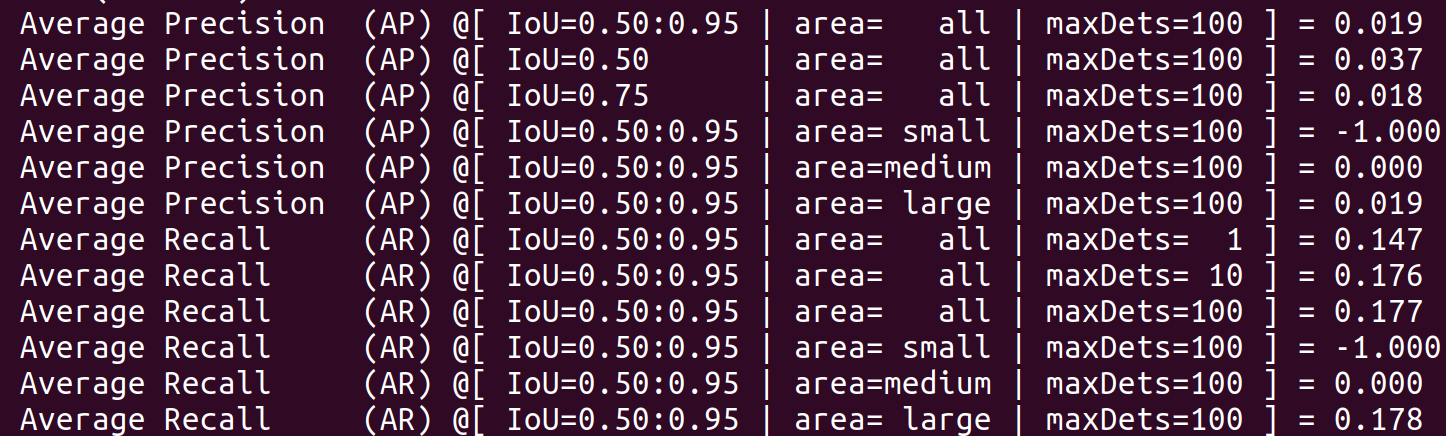 Average Precision  (AP) @[ IoU=0.50:0.95 | area=   all | maxDets=100 ] = 0.019
Average Precision  (AP) @[ IoU=0.50      | area=   all | maxDets=100 ] = 0.037
Average Precision  (AP) @[ IoU=0.75      | area=   all | maxDets=100 ] = 0.018
Average Precision  (AP) @[ IoU=0.50:0.95 | area= small | maxDets=100 ] = -1.000
Average Precision  (AP) @[ IoU=0.50:0.95 | area=medium | maxDets=100 ] = 0.000
Average Precision  (AP) @[ IoU=0.50:0.95 | area= large | maxDets=100 ] = 0.019
Average Recall     (AR) @[ IoU=0.50:0.95 | area=   all | maxDets=  1 ] = 0.147
Average Recall     (AR) @[ IoU=0.50:0.95 | area=   all | maxDets= 10 ] = 0.176
Average Recall     (AR) @[ IoU=0.50:0.95 | area=   all | maxDets=100 ] = 0.177
Average Recall     (AR) @[ IoU=0.50:0.95 | area= small | maxDets=100 ] = -1.000
Average Recall     (AR) @[ IoU=0.50:0.95 | area=medium | maxDets=100 ] = 0.000
Average Recall     (AR) @[ IoU=0.50:0.95 | area= large | maxDets=100 ] = 0.178